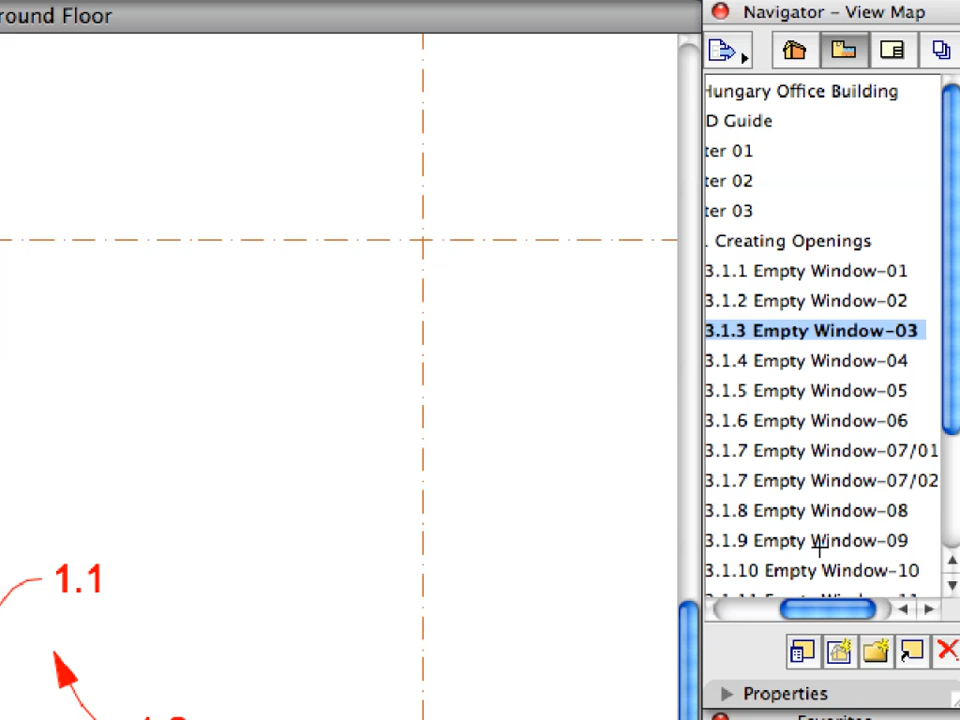 round Floor
Navigator - View Map
Hungary Office Building
D Guide
ter 01
ter 02
ter 03
. Creating Openings
3.1.1 Empty Window-01
3.1.2 Empty Window-02
3.1.3 Empty Window-03
3.1.4 Empty Window-04
3.1.5 Empty Window-05
3.1.6 Empty Window-06
3.1.7 Empty Window-07/01
3.1.7 Empty Window-07/02
3.1.8 Empty Window-08
3.1.9 Empty Window-09
3.1.10 Empty Window-10
1.1
Properties